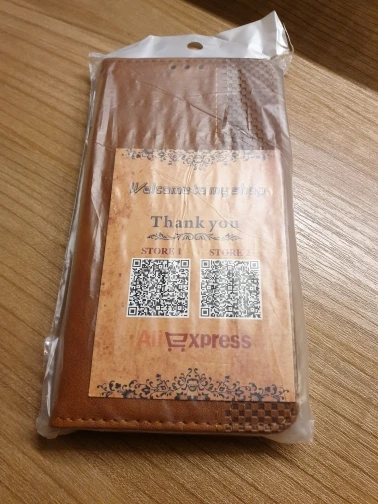 Welcome to my shop
Thank you
STORE 1 STORE 2
AliExpress